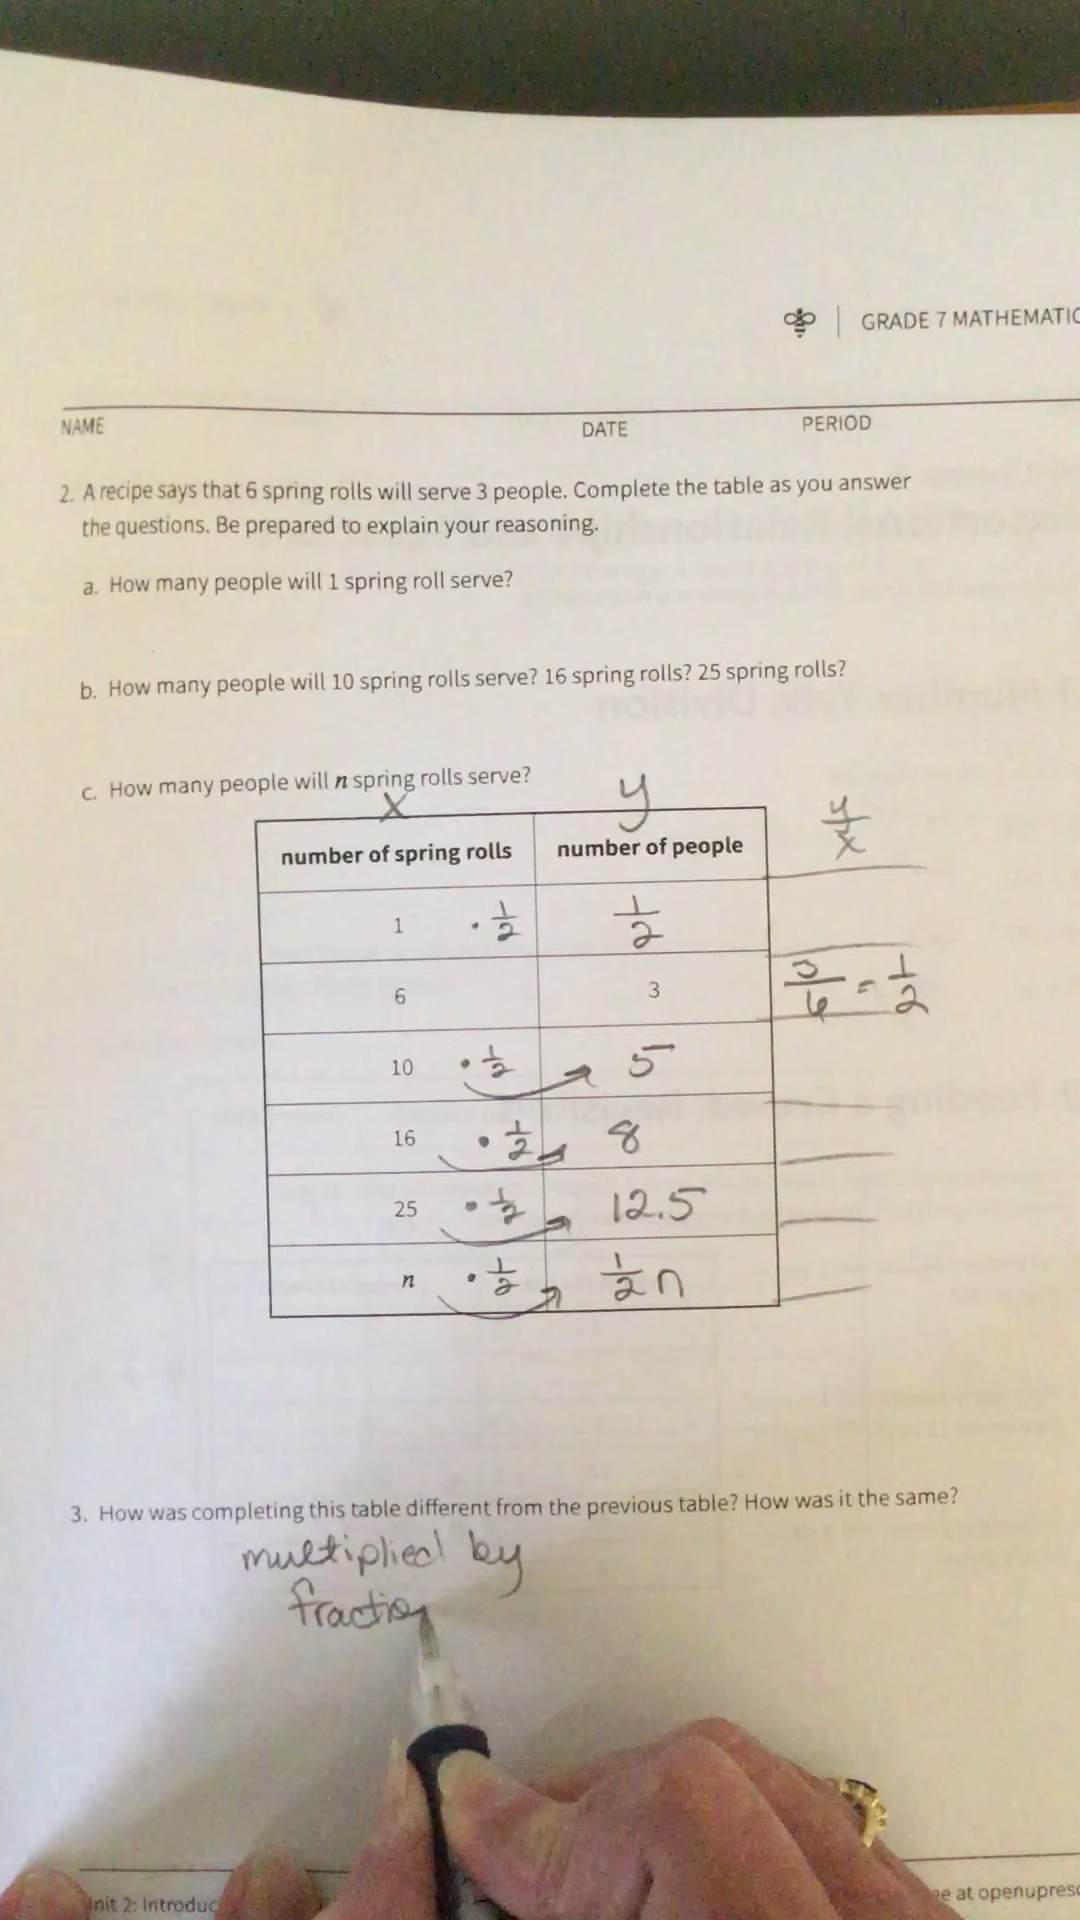 GRADE 7 MATHEMATIC
NAME DATE PERIOD
2. A recipe says that 6 spring rolls will serve 3 people. Complete the table as you answer
the questions. Be prepared to explain your reasoning.
a. How many people will 1 spring roll serve?
b. How many people will 10 spring rolls serve? 16 spring rolls? 25 spring rolls?
c. How many people will n spring rolls serve?
x y y/x
number of spring rolls number of people
1 · 1/2 1/2
6 3 3/6 = 1/2
10 · 1/2 5
16 · 1/2 8
25 · 1/2 12.5
n · 1/2 1/2 n
3. How was completing this table different from the previous table? How was it the same?
multiplied by
fraction
Unit 2: Introduc at openupres